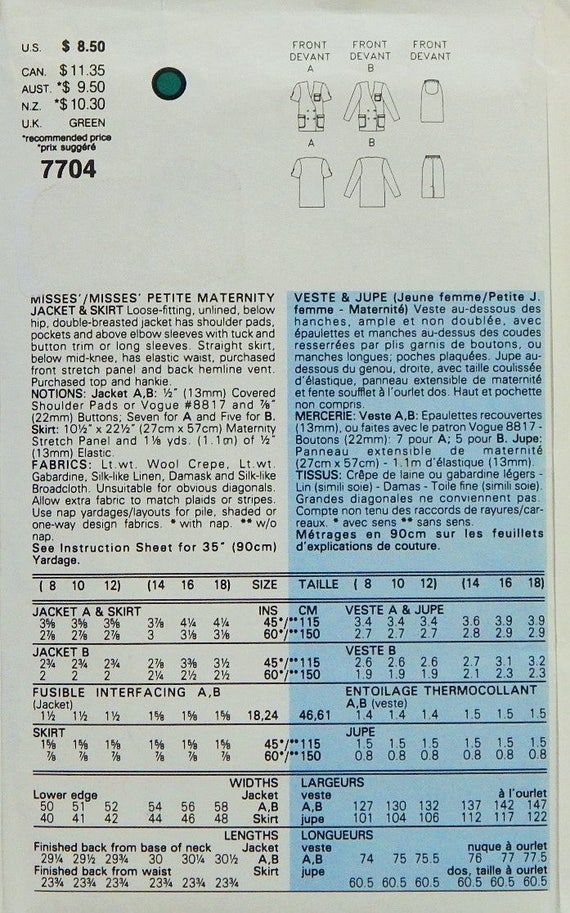 U.S. $ 8.50
CAN. $11.35
AUST. *$ 9.50
N.Z. *$10.30
U.K. GREEN
*recommended price
*prix suggéré
7704
FRONT FRONT FRONT
DEVANT DEVANT DEVANT
A B
A B
MISSES'/MISSES' PETITE MATERNITY
JACKET & SKIRT Loose-fitting, unlined, below
hip, double-breasted jacket has shoulder pads,
pockets and above elbow sleeves with tuck and
button trim or long sleeves. Straight skirt,
below mid-knee, has elastic waist, purchased
front stretch panel and back hemline vent.
Purchased top and hankie.
NOTIONS: Jacket A,B: ½" (13mm) Covered
Shoulder Pads or Vogue #8817 and ⅞"
(22mm) Buttons; Seven for A and Five for B.
Skirt: 10½" x 22½" (27cm x 57cm) Maternity
Stretch Panel and 1⅛ yds. (1.1m) of ½"
(13mm) Elastic.
FABRICS: Lt.wt. Wool Crepe, Lt.wt.
Gabardine, Silk-like Linen, Damask and Silk-like
Broadcloth. Unsuitable for obvious diagonals.
Allow extra fabric to match plaids or stripes.
Use nap yardages/layouts for pile, shaded or
one-way design fabrics. * with nap. ** w/o
nap.
See Instruction Sheet for 35" (90cm)
Yardage.
VESTE & JUPE (Jeune femme/Petite J.
femme - Maternité) Veste au-dessous des
hanches, ample et non doublée, avec
épaulettes et manches au-dessus des coudes
resserrées par plis garnis de boutons, ou
manches longues; poches plaquées. Jupe au-
dessous du genou, droite, avec taille coulissée
d'élastique, panneau extensible de maternité
et fente soufflet à l'ourlet dos. Haut et pochette
non compris.
MERCERIE: Veste A,B: Epaulettes recouvertes
(13mm), ou faites avec le patron Vogue 8817 -
Boutons (22mm): 7 pour A; 5 pour B. Jupe:
Panneau extensible de maternité
(27cm x 57cm) - 1.1m d'élastique (13mm).
TISSUS: Crêpe de laine ou gabardine légers -
Lin (simili soie) - Damas - Toile fine (simili soie).
Grandes diagonales ne conviennent pas.
Compte non tenu des raccords de rayures/car-
reaux. * avec sens ** sans sens.
Métrages en 90cm sur les feuillets
d'explications de couture.
( 8 10 12) (14 16 18) SIZE TAILLE ( 8 10 12) (14 16 18)
JACKET A & SKIRT INS CM VESTE A & JUPE
3⅝ 3⅝ 3⅝ 3⅞ 4¼ 4¼ 45*/**115 3.4 3.4 3.4 3.6 3.9 3.9
2⅞ 2⅞ 2⅞ 3 3⅛ 3⅛ 60*/**150 2.7 2.7 2.7 2.8 2.9 2.9
JACKET B VESTE B
2¾ 2¾ 2¾ 2⅞ 3⅜ 3½ 45*/**115 2.6 2.6 2.6 2.7 3.1 3.2
2 2 2 2¼ 2½ 2½ 60*/**150 1.9 1.9 1.9 2.1 2.3 2.3
FUSIBLE INTERFACING A,B ENTOILAGE THERMOCOLLANT
(Jacket) A,B (veste)
1½ 1½ 1½ 1⅝ 1⅝ 1⅝ 18,24 46,61 1.4 1.4 1.4 1.5 1.5 1.5
SKIRT JUPE
1⅝ 1⅝ 1⅝ 1⅝ 1⅝ 1⅝ 45*/**115 1.5 1.5 1.5 1.5 1.5 1.5
⅞ ⅞ ⅞ ⅞ ⅞ ⅞ 60*/**150 0.8 0.8 0.8 0.8 0.8 0.8
WIDTHS LARGEURS
Lower edge Jacket veste à l'ourlet
50 51 52 54 56 58 A,B A,B 127 130 132 137 142 147
40 41 42 44 46 48 Skirt jupe 101 104 106 112 117 122
LENGTHS LONGUEURS
Finished back from base of neck Jacket veste nuque à ourlet
29¼ 29½ 29¾ 30 30¼ 30½ A,B A,B 74 75 75.5 76 77 77.5
Finished back from waist Skirt jupe dos, taille à ourlet
23¾ 23¾ 23¾ 23¾ 23¾ 23¾ 60.5 60.5 60.5 60.5 60.5 60.5